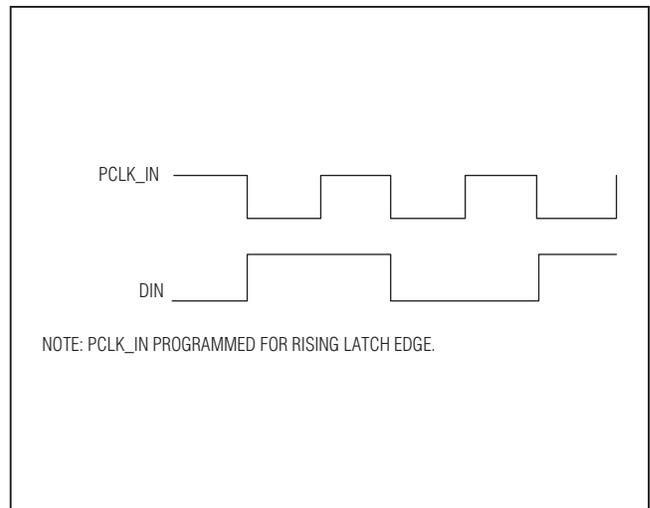 PCLK_IN
DIN
NOTE: PCLK_IN PROGRAMMED FOR RISING LATCH EDGE.